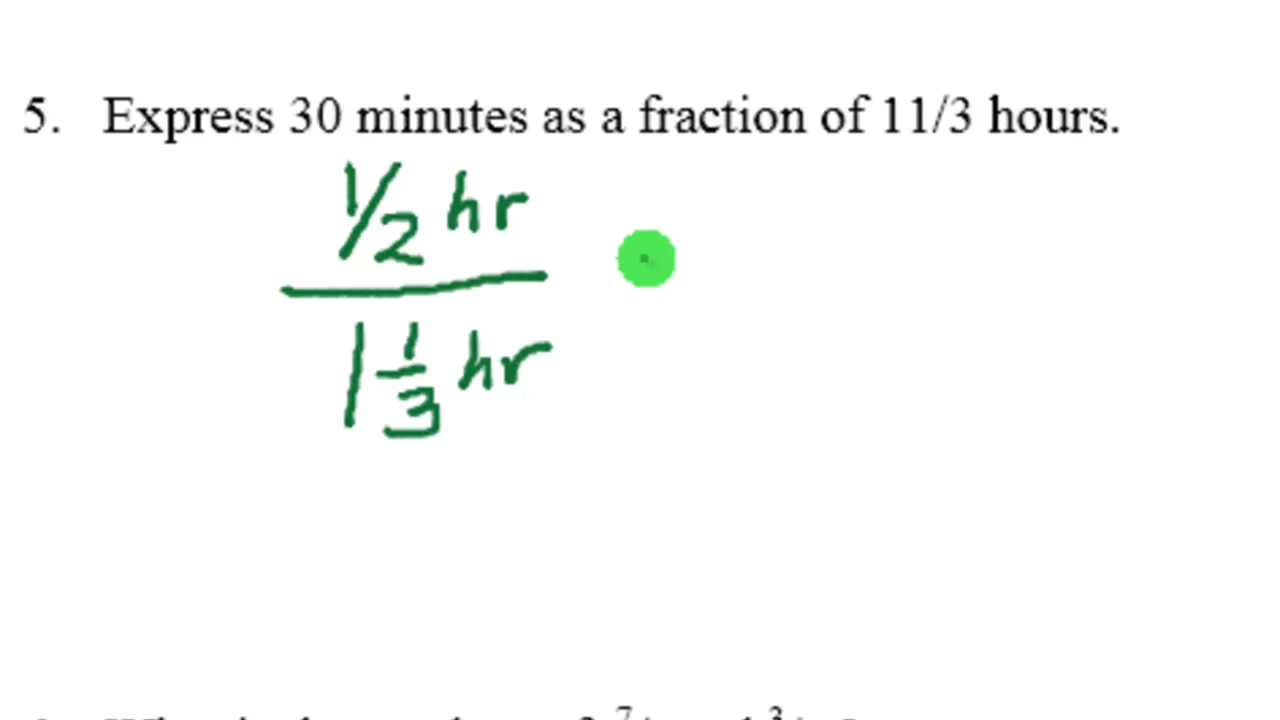 5. Express 30 minutes as a fraction of 11/3 hours.
1/2 hr
1 1/3 hr